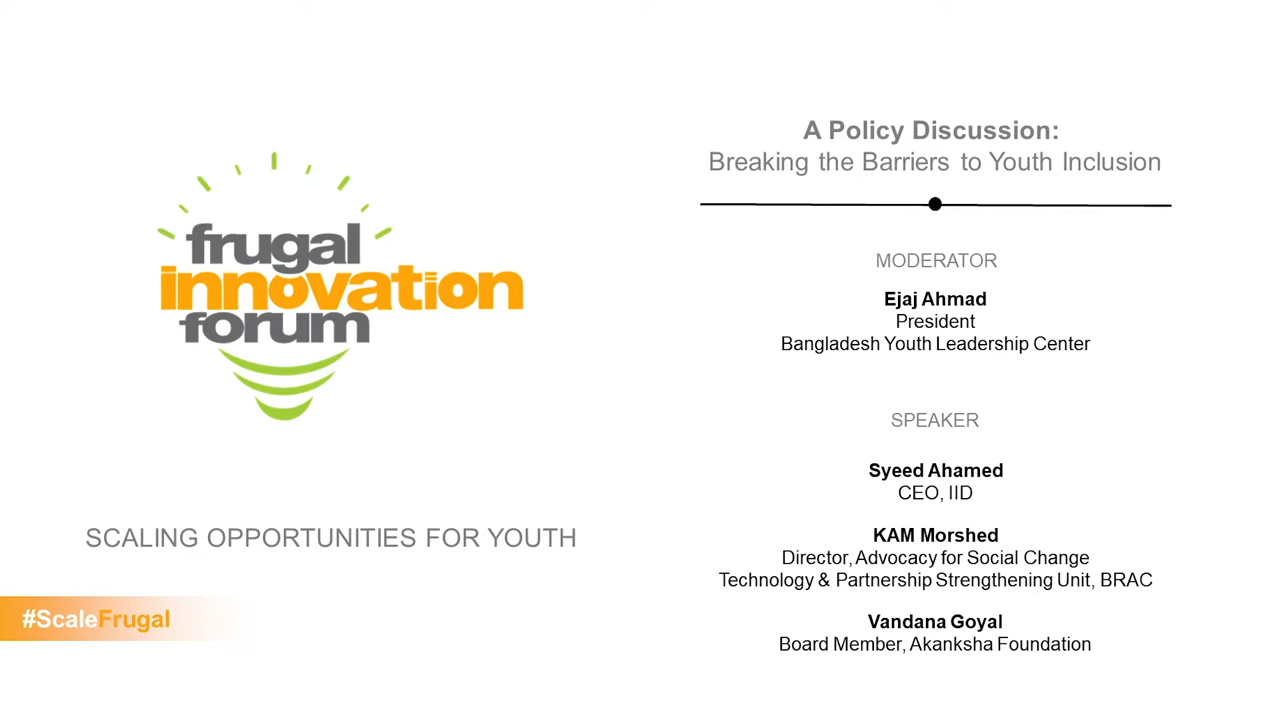 frugal
innovation
forum
SCALING OPPORTUNITIES FOR YOUTH
#ScaleFrugal
A Policy Discussion:
Breaking the Barriers to Youth Inclusion
MODERATOR
Ejaj Ahmad
President
Bangladesh Youth Leadership Center
SPEAKER
Syeed Ahamed
CEO, IID
KAM Morshed
Director, Advocacy for Social Change
Technology & Partnership Strengthening Unit, BRAC
Vandana Goyal
Board Member, Akanksha Foundation